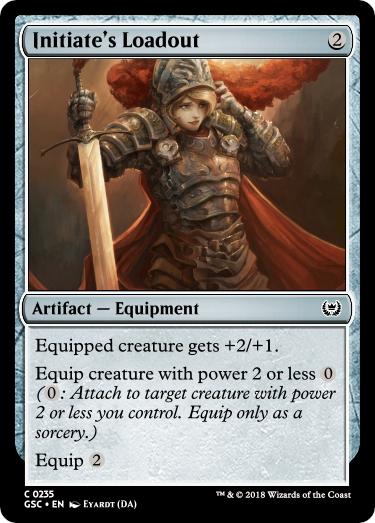 Initiate's Loadout 2
Artifact — Equipment
Equipped creature gets +2/+1.
Equip creature with power 2 or less 0
(0: Attach to target creature with power
2 or less you control. Equip only as a
sorcery.)
Equip 2
C 0235
GSC • EN Eyardt (DA)
™ & © 2018 Wizards of the Coast